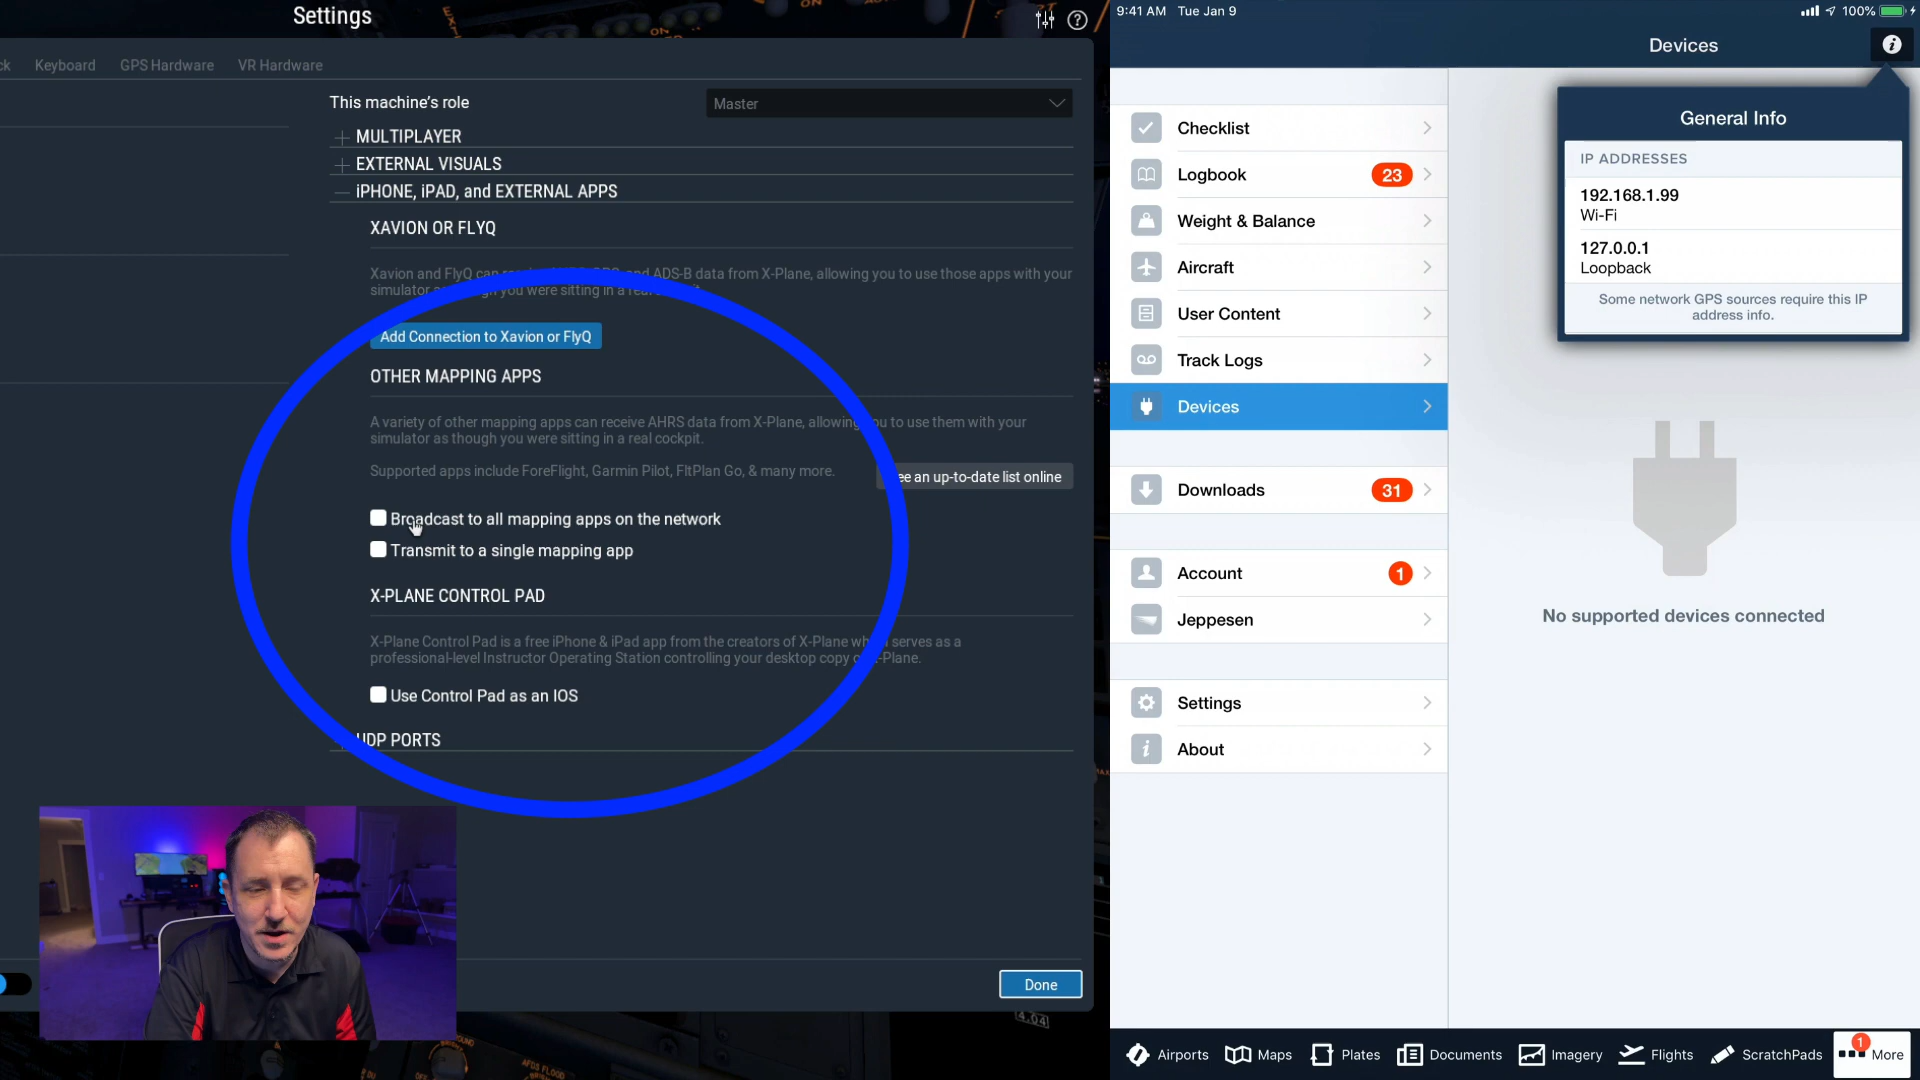 Settings
ck Keyboard GPS Hardware VR Hardware
This machine's role
Master
MULTIPLAYER
EXTERNAL VISUALS
iPHONE, iPAD, and EXTERNAL APPS
XAVION OR FLYQ
Xavion and FlyQ can and ADS-B data from X-Plane, allowing you to use those apps with your
simulator as though you were sitting in a real
Add Connection to Xavion or FlyQ
OTHER MAPPING APPS
A variety of other mapping apps can receive AHRS data from X-Plane, allowing you to use them with your
simulator as though you were sitting in a real cockpit.
Supported apps include ForeFlight, Garmin Pilot, FltPlan Go, & many more.
ee an up-to-date list online
Broadcast to all mapping apps on the network
Transmit to a single mapping app
X-PLANE CONTROL PAD
X-Plane Control Pad is a free iPhone & iPad app from the creators of X-Plane serves as a
professional-level Instructor Operating Station controlling your desktop copy -Plane.
Use Control Pad as an IOS
UDP PORTS
Done
4.04
AFDS FLOOD
9:41 AM Tue Jan 9
100%
Devices
Checklist
Logbook 23
Weight & Balance
Aircraft
User Content
Track Logs
Devices
Downloads 31
Account 1
Jeppesen
Settings
About
General Info
IP ADDRESSES
192.168.1.99
Wi-Fi
127.0.0.1
Loopback
Some network GPS sources require this IP
address info.
No supported devices connected
Airports Maps Plates Documents Imagery Flights ScratchPads 1 More